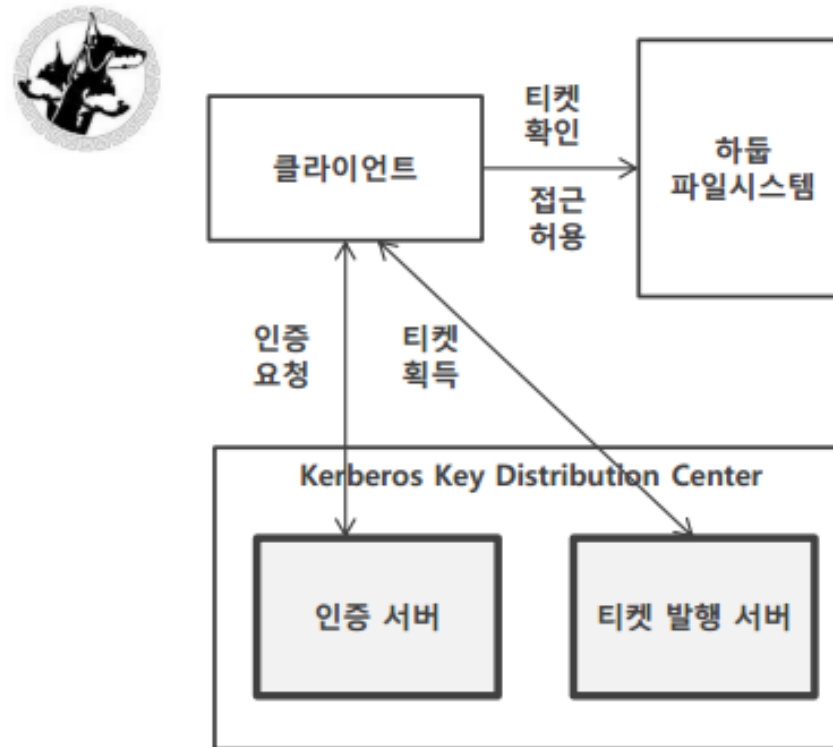 클라이언트
티켓
확인
접근
허용
하둡
파일시스템
인증
요청
티켓
획득
Kerberos Key Distribution Center
인증 서버
티켓 발행 서버